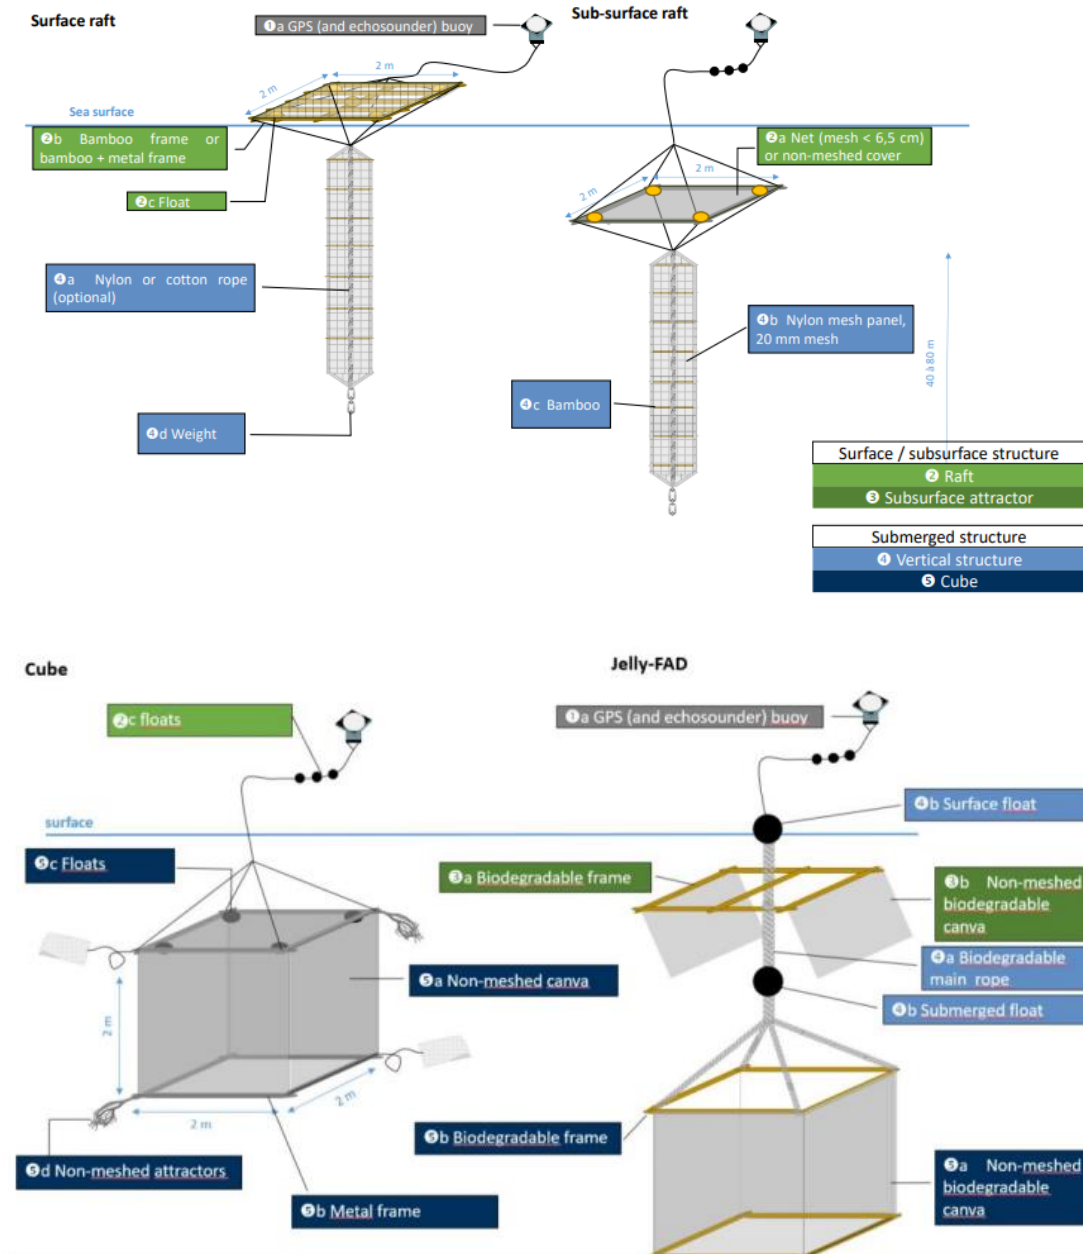 Surface raft
Sub-surface raft
❶a GPS (and echosounder) buoy
2 m
2 m
Sea surface
❷b Bamboo frame or
bamboo + metal frame
❷a Net (mesh < 6,5 cm)
or non-meshed cover
2 m
2 m
❷c Float
❹a Nylon or cotton rope
(optional)
❹b Nylon mesh panel,
20 mm mesh
40 à 80 m
❹c Bamboo
❹d Weight
Surface / subsurface structure
❷ Raft
❸ Subsurface attractor
Submerged structure
❹ Vertical structure
❺ Cube
Cube
Jelly-FAD
❷c floats
❶a GPS (and echosounder) buoy
❹b Surface float
surface
❺c Floats
❸a Biodegradable frame
❸b Non-meshed
biodegradable
canva
❹a Biodegradable
main rope
❺a Non-meshed canva
❹b Submerged float
2 m
2 m
2 m
❺b Biodegradable frame
❺d Non-meshed attractors
❺a Non-meshed
biodegradable
canva
❺b Metal frame